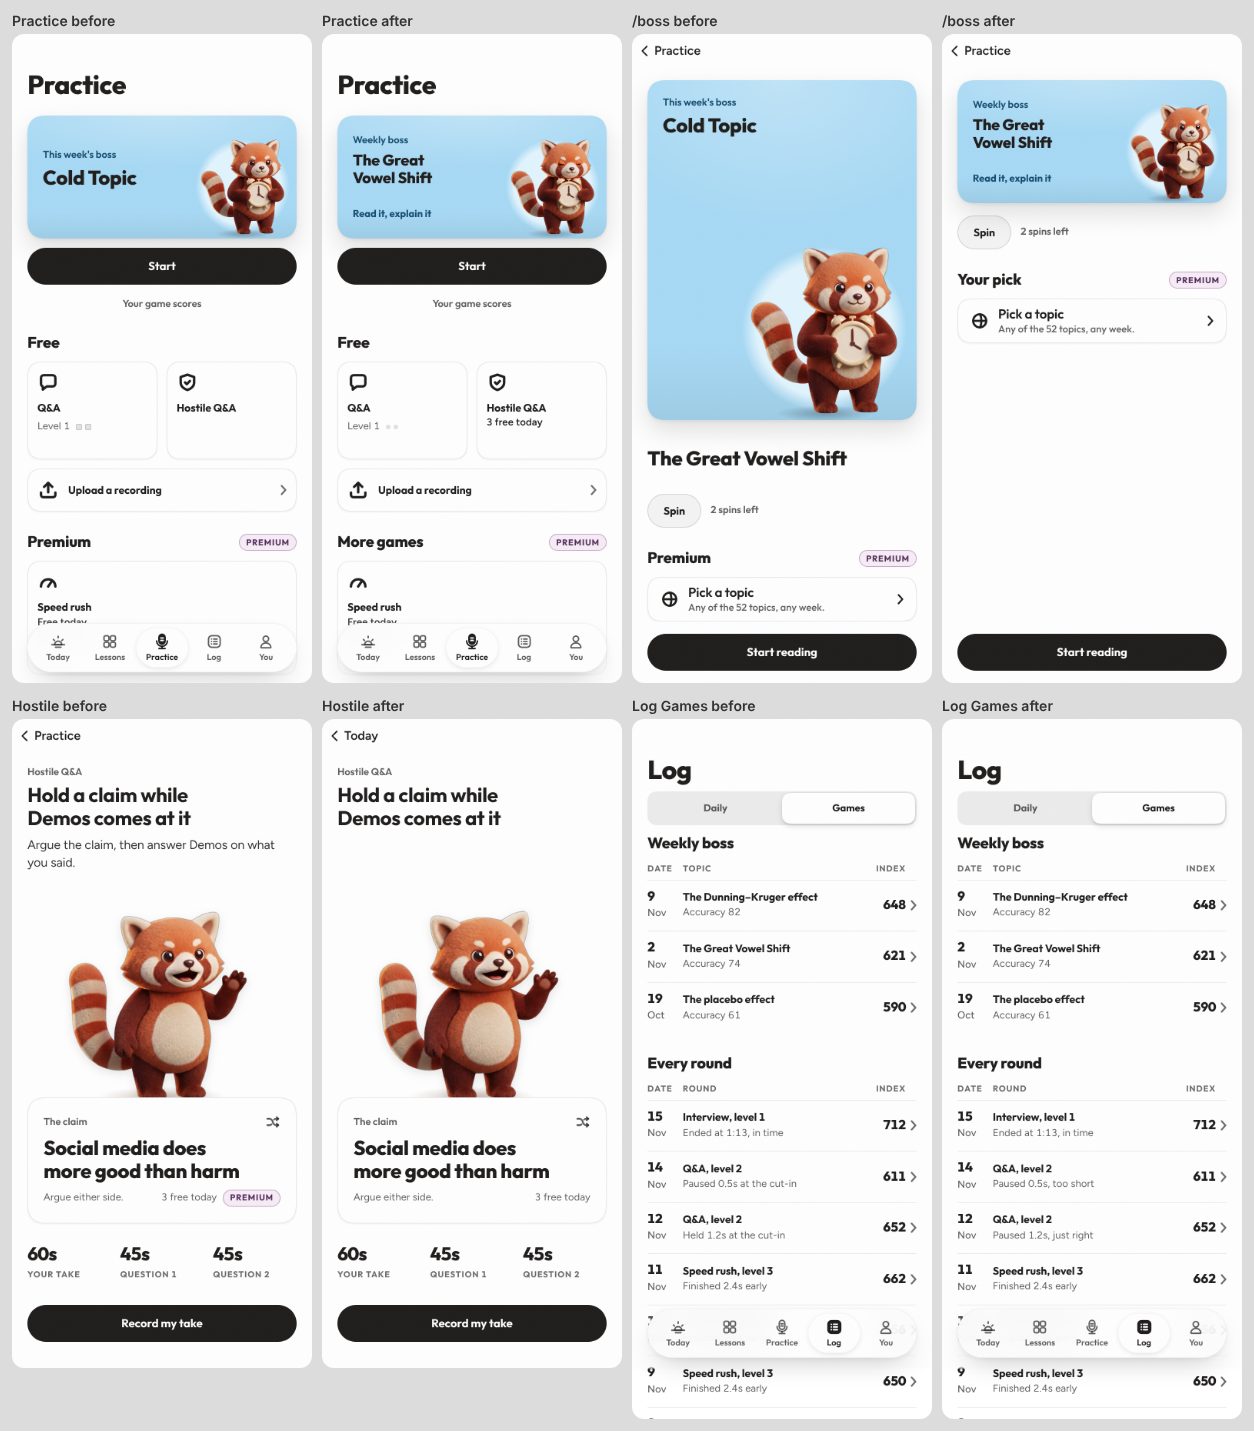 Practice before
Practice
This week's boss
Cold Topic
Start
Your game scores
Free
Q&A
Level 1
Hostile Q&A
Upload a recording
Premium
PREMIUM
Speed rush
Free today
Today
Lessons
Practice
Log
You
Practice after
Practice
Weekly boss
The Great
Vowel Shift
Read it, explain it
Start
Your game scores
Free
Q&A
Level 1
Hostile Q&A
3 free today
Upload a recording
More games
PREMIUM
Speed rush
Free today
Today
Lessons
Practice
Log
You
/boss before
Practice
This week's boss
Cold Topic
The Great Vowel Shift
Spin
2 spins left
Premium
PREMIUM
Pick a topic
Any of the 52 topics, any week.
Start reading
/boss after
Practice
Weekly boss
The Great
Vowel Shift
Read it, explain it
Spin
2 spins left
Your pick
PREMIUM
Pick a topic
Any of the 52 topics, any week.
Start reading
Hostile before
Practice
Hostile Q&A
Hold a claim while
Demos comes at it
Argue the claim, then answer Demos on what
you said.
The claim
Social media does
more good than harm
Argue either side.
3 free today
PREMIUM
60s
YOUR TAKE
45s
QUESTION 1
45s
QUESTION 2
Record my take
Hostile after
Today
Hostile Q&A
Hold a claim while
Demos comes at it
The claim
Social media does
more good than harm
Argue either side.
3 free today
60s
YOUR TAKE
45s
QUESTION 1
45s
QUESTION 2
Record my take
Log Games before
Log
Daily
Games
Weekly boss
DATE TOPIC INDEX
9 Nov The Dunning–Kruger effect 648
Accuracy 82
2 Nov The Great Vowel Shift 621
Accuracy 74
19 Oct The placebo effect 590
Accuracy 61
Every round
DATE ROUND INDEX
15 Nov Interview, level 1 712
Ended at 1:13, in time
14 Nov Q&A, level 2 611
Paused 0.5s at the cut-in
12 Nov Q&A, level 2 652
Held 1.2s at the cut-in
11 Nov Speed rush, level 3 662
Finished 2.4s early
Today
Lessons
Practice
Log
You
9 Nov Speed rush, level 3 650
Finished 2.4s early
Log Games after
Log
Daily
Games
Weekly boss
DATE TOPIC INDEX
9 Nov The Dunning–Kruger effect 648
Accuracy 82
2 Nov The Great Vowel Shift 621
Accuracy 74
19 Oct The placebo effect 590
Accuracy 61
Every round
DATE ROUND INDEX
15 Nov Interview, level 1 712
Ended at 1:13, in time
14 Nov Q&A, level 2 611
Paused 0.5s, too short
12 Nov Q&A, level 2 652
Paused 1.2s, just right
11 Nov Speed rush, level 3 662
Finished 2.4s early
Today
Lessons
Practice
Log
You
9 Nov Speed rush, level 3 650
Finished 2.4s early